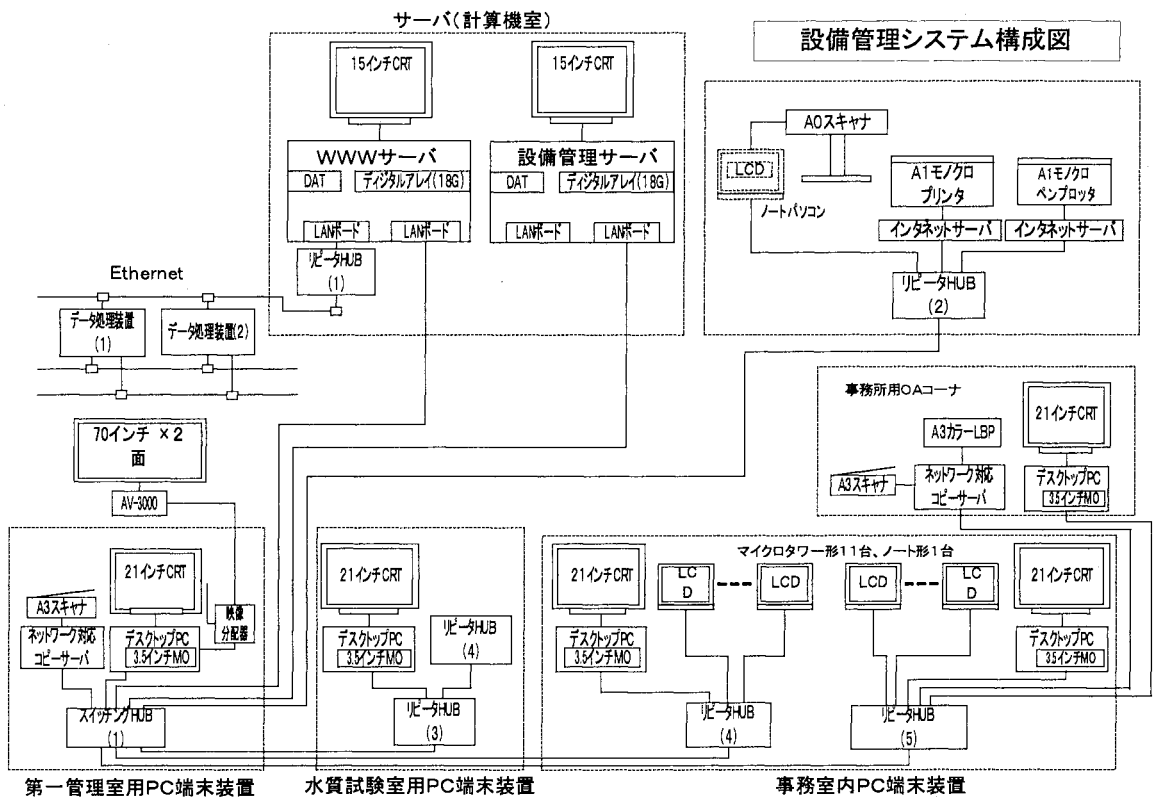 サーバ(計算機室)
設備管理システム構成図
15インチCRT
15インチCRT
WWWサーバ
DAT
ディジタルアレイ(18G)
LANボード
LANボード
設備管理サーバ
DAT
ディジタルアレイ(18G)
LANボード
LANボード
リピータHUB
(1)
A0スキャナ
LCD
ノートパソコン
A1モノクロ
プリンタ
A1モノクロ
ペンプロッタ
インタネットサーバ
インタネットサーバ
リピータHUB
(2)
Ethernet
データ処理装置
(1)
データ処理装置(2)
70インチ ×2
面
AV-3000
事務所用OAコーナ
21インチCRT
A3カラーLBP
A3スキャナ
ネットワーク対応
コピーサーバ
デスクトップPC
3.5インチMO
21インチCRT
A3スキャナ
ネットワーク対応
コピーサーバ
デスクトップPC
3.5インチMO
映像
分配器
スイッチングHUB
(1)
第一管理室用PC端末装置
21インチCRT
デスクトップPC
3.5インチMO
リピータHUB
(4)
リピータHUB
(3)
水質試験室用PC端末装置
マイクロタワー形11台、ノート形1台
21インチCRT
LC
D
LCD
LCD
LC
D
21インチCRT
デスクトップPC
3.5インチMO
デスクトップPC
3.5インチMO
リピータHUB
(4)
リピータHUB
(5)
事務室内PC端末装置